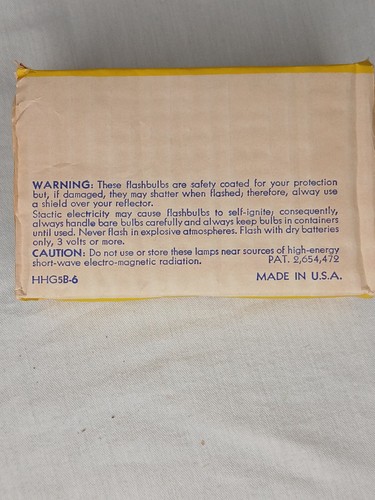 WARNING: These flashbulbs are safety coated for your protection
but, if damaged, they may shatter when flashed; therefore, alway use
a shield over your reflector.
Stactic electricity may cause flashbulbs to self-ignite; consequently,
always handle bare bulbs carefully and always keep bulbs in containers
until used. Never flash in explosive atmospheres. Flash with dry batteries
only, 3 volts or more.
CAUTION: Do not use or store these lamps near sources of high-energy
short-wave electro-magnetic radiation. PAT. 2,654,472
HHG5B-6 MADE IN U.S.A.